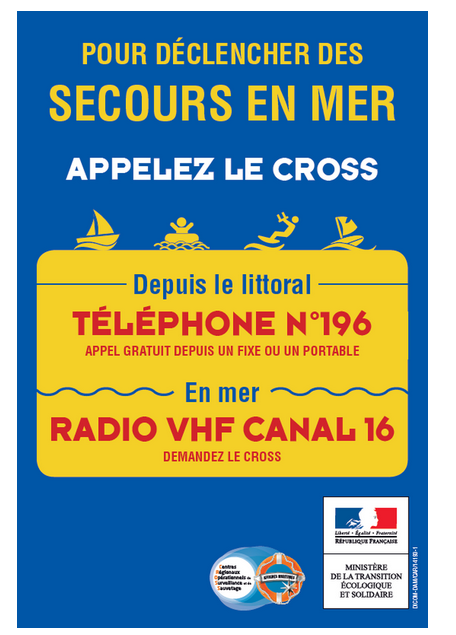 POUR DÉCLENCHER DES
SECOURS EN MER
APPELEZ LE CROSS
Depuis le littoral
TÉLÉPHONE N°196
APPEL GRATUIT DEPUIS UN FIXE OU UN PORTABLE
En mer
RADIO VHF CANAL 16
DEMANDEZ LE CROSS
Centres
Régionaux
Opérationnels de
Surveillance et de
Sauvetage
AFFAIRES MARITIMES
Liberté • Égalité • Fraternité
RÉPUBLIQUE FRANÇAISE
MINISTÈRE
DE LA TRANSITION
ÉCOLOGIQUE
ET SOLIDAIRE